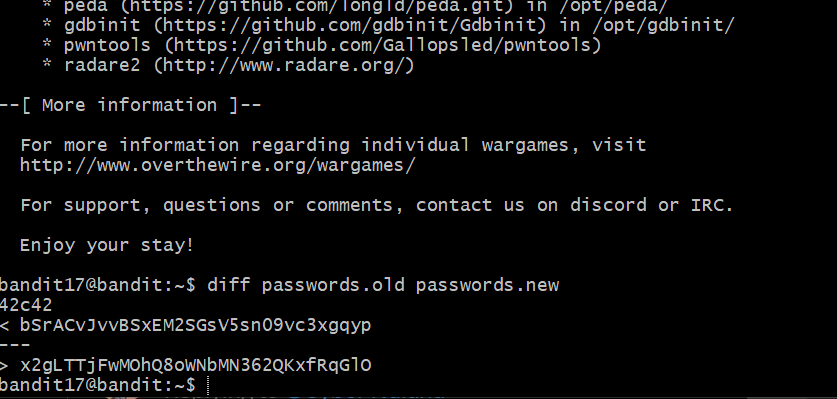 * peda (https://github.com/longld/peda.git) in /opt/peda/
* gdbinit (https://github.com/gdbinit/Gdbinit) in /opt/gdbinit/
* pwntools (https://github.com/Gallopsled/pwntools)
* radare2 (http://www.radare.org/)
--[ More information ]--
For more information regarding individual wargames, visit
http://www.overthewire.org/wargames/
For support, questions or comments, contact us on discord or IRC.
Enjoy your stay!
bandit17@bandit:~$ diff passwords.old passwords.new
42c42
< bSrACvJvvBSxEM2SGsV5sn09vc3xgqyp
---
> x2gLTTjFwMOhQ8oWNbMN362QKxfRqGlO
bandit17@bandit:~$